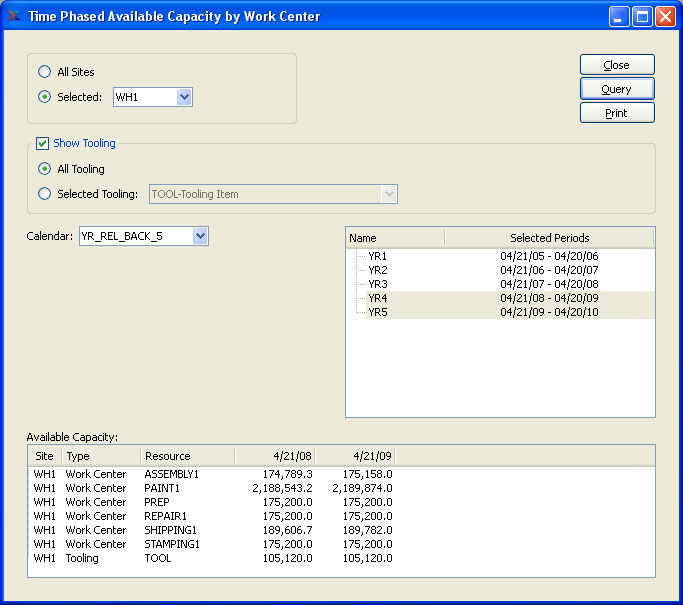 Time Phased Available Capacity by Work Center
All Sites
Selected: WH1
Close
Query
Print
Show Tooling
All Tooling
Selected Tooling: TOOL-Tooling Item
Calendar: YR_REL_BACK_5
Name Selected Periods
YR1 04/21/05 - 04/20/06
YR2 04/21/06 - 04/20/07
YR3 04/21/07 - 04/20/08
YR4 04/21/08 - 04/20/09
YR5 04/21/09 - 04/20/10
Available Capacity:
Site Type Resource 4/21/08 4/21/09
WH1 Work Center ASSEMBLY1 174,789.3 175,158.0
WH1 Work Center PAINT1 2,188,543.2 2,189,874.0
WH1 Work Center PREP 175,200.0 175,200.0
WH1 Work Center REPAIR1 175,200.0 175,200.0
WH1 Work Center SHIPPING1 189,606.7 189,782.0
WH1 Work Center STAMPING1 175,200.0 175,200.0
WH1 Tooling TOOL 105,120.0 105,120.0